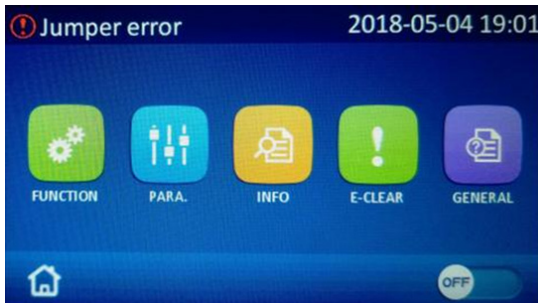 Jumper error 2018-05-04 19:01
FUNCTION PARA. INFO E-CLEAR GENERAL
OFF